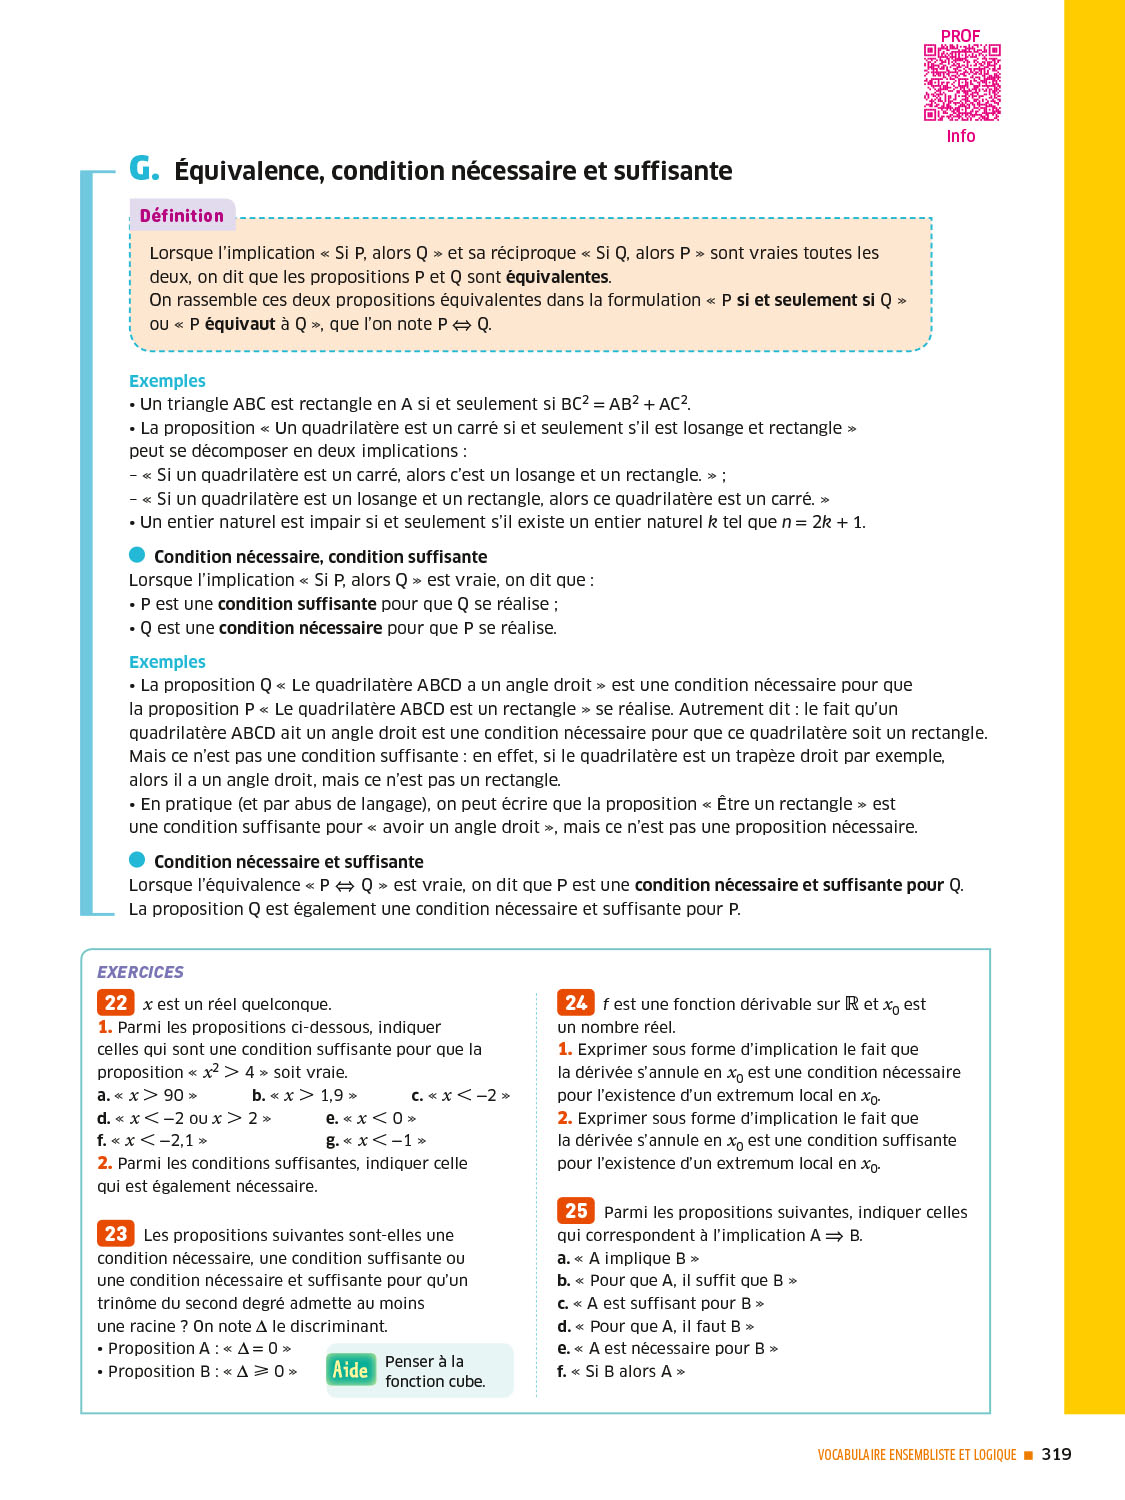 PROF
Info
G. Équivalence, condition nécessaire et suffisante
Définition
Lorsque l'implication « Si P, alors Q » et sa réciproque « Si Q, alors P » sont vraies toutes les
deux, on dit que les propositions P et Q sont équivalentes.
On rassemble ces deux propositions équivalentes dans la formulation « P si et seulement si Q »
ou « P équivaut à Q », que l'on note P ⇔ Q.
Exemples
• Un triangle ABC est rectangle en A si et seulement si BC² = AB² + AC².
• La proposition « Un quadrilatère est un carré si et seulement s'il est losange et rectangle »
peut se décomposer en deux implications :
– « Si un quadrilatère est un carré, alors c'est un losange et un rectangle. » ;
– « Si un quadrilatère est un losange et un rectangle, alors ce quadrilatère est un carré. »
• Un entier naturel est impair si et seulement s'il existe un entier naturel k tel que n = 2k + 1.
Condition nécessaire, condition suffisante
Lorsque l'implication « Si P, alors Q » est vraie, on dit que :
• P est une condition suffisante pour que Q se réalise ;
• Q est une condition nécessaire pour que P se réalise.
Exemples
• La proposition Q « Le quadrilatère ABCD a un angle droit » est une condition nécessaire pour que
la proposition P « Le quadrilatère ABCD est un rectangle » se réalise. Autrement dit : le fait qu'un
quadrilatère ABCD ait un angle droit est une condition nécessaire pour que ce quadrilatère soit un rectangle.
Mais ce n'est pas une condition suffisante : en effet, si le quadrilatère est un trapèze droit par exemple,
alors il a un angle droit, mais ce n'est pas un rectangle.
• En pratique (et par abus de langage), on peut écrire que la proposition « Être un rectangle » est
une condition suffisante pour « avoir un angle droit », mais ce n'est pas une proposition nécessaire.
Condition nécessaire et suffisante
Lorsque l'équivalence « P ⇔ Q » est vraie, on dit que P est une condition nécessaire et suffisante pour Q.
La proposition Q est également une condition nécessaire et suffisante pour P.
EXERCICES
22 x est un réel quelconque.
1. Parmi les propositions ci-dessous, indiquer
celles qui sont une condition suffisante pour que la
proposition « x² > 4 » soit vraie.
a. « x > 90 » b. « x > 1,9 » c. « x < −2 »
d. « x < −2 ou x > 2 » e. « x < 0 »
f. « x < −2,1 » g. « x < −1 »
2. Parmi les conditions suffisantes, indiquer celle
qui est également nécessaire.
23 Les propositions suivantes sont-elles une
condition nécessaire, une condition suffisante ou
une condition nécessaire et suffisante pour qu'un
trinôme du second degré admette au moins
une racine ? On note Δ le discriminant.
• Proposition A : « Δ = 0 »
• Proposition B : « Δ ⩾ 0 »
Aide Penser à la
fonction cube.
24 f est une fonction dérivable sur ℝ et x₀ est
un nombre réel.
1. Exprimer sous forme d'implication le fait que
la dérivée s'annule en x₀ est une condition nécessaire
pour l'existence d'un extremum local en x₀.
2. Exprimer sous forme d'implication le fait que
la dérivée s'annule en x₀ est une condition suffisante
pour l'existence d'un extremum local en x₀.
25 Parmi les propositions suivantes, indiquer celles
qui correspondent à l'implication A ⇒ B.
a. « A implique B »
b. « Pour que A, il suffit que B »
c. « A est suffisant pour B »
d. « Pour que A, il faut B »
e. « A est nécessaire pour B »
f. « Si B alors A »
VOCABULAIRE ENSEMBLISTE ET LOGIQUE ■ 319